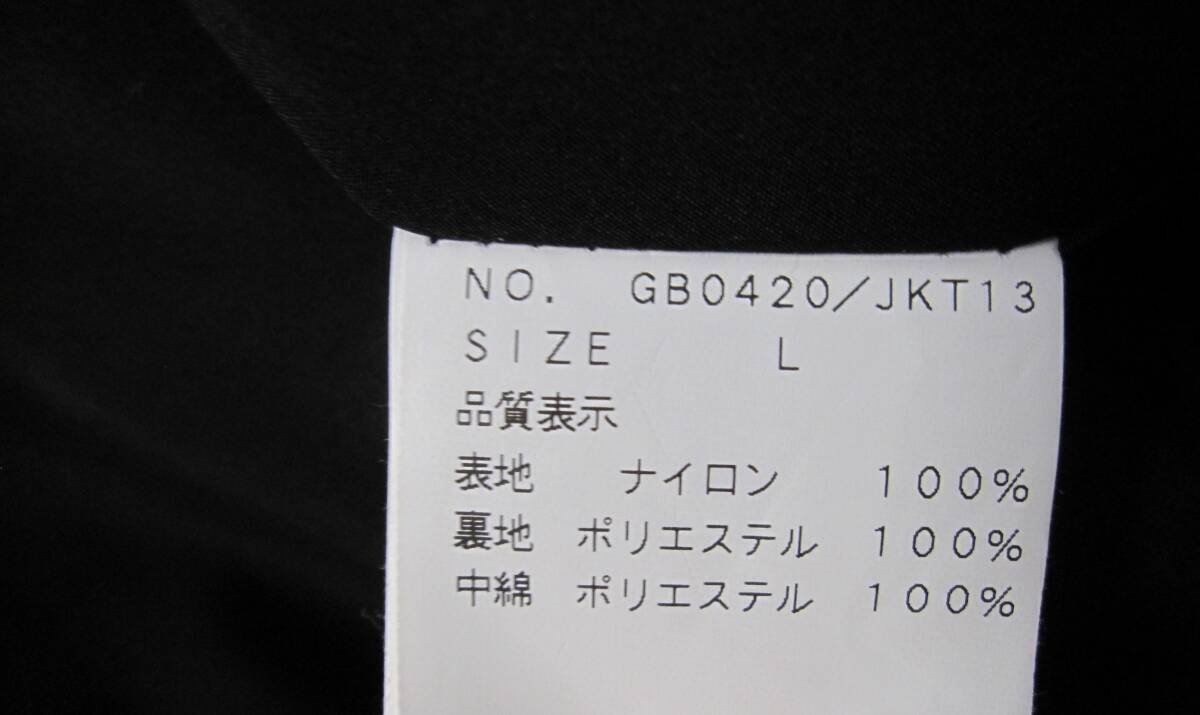 NO. GB0420/JKT13
SIZE L
品質表示
表地 ナイロン 100%
裏地 ポリエステル 100%
中綿 ポリエステル 100%